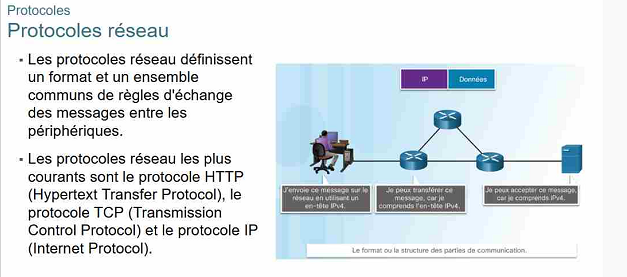 Protocoles
Protocoles réseau
▪ Les protocoles réseau définissent
un format et un ensemble
communs de règles d'échange
des messages entre les
périphériques.
▪ Les protocoles réseau les plus
courants sont le protocole HTTP
(Hypertext Transfer Protocol), le
protocole TCP (Transmission
Control Protocol) et le protocole IP
(Internet Protocol).
IP
Données
J'envoie ce message sur le
réseau en utilisant un
en-tête IPv4.
Je peux transférer ce
message, car je
comprends l'en-tête IPv4.
Je peux accepter ce message,
car je comprends IPv4.
Le format ou la structure des parties de communication.